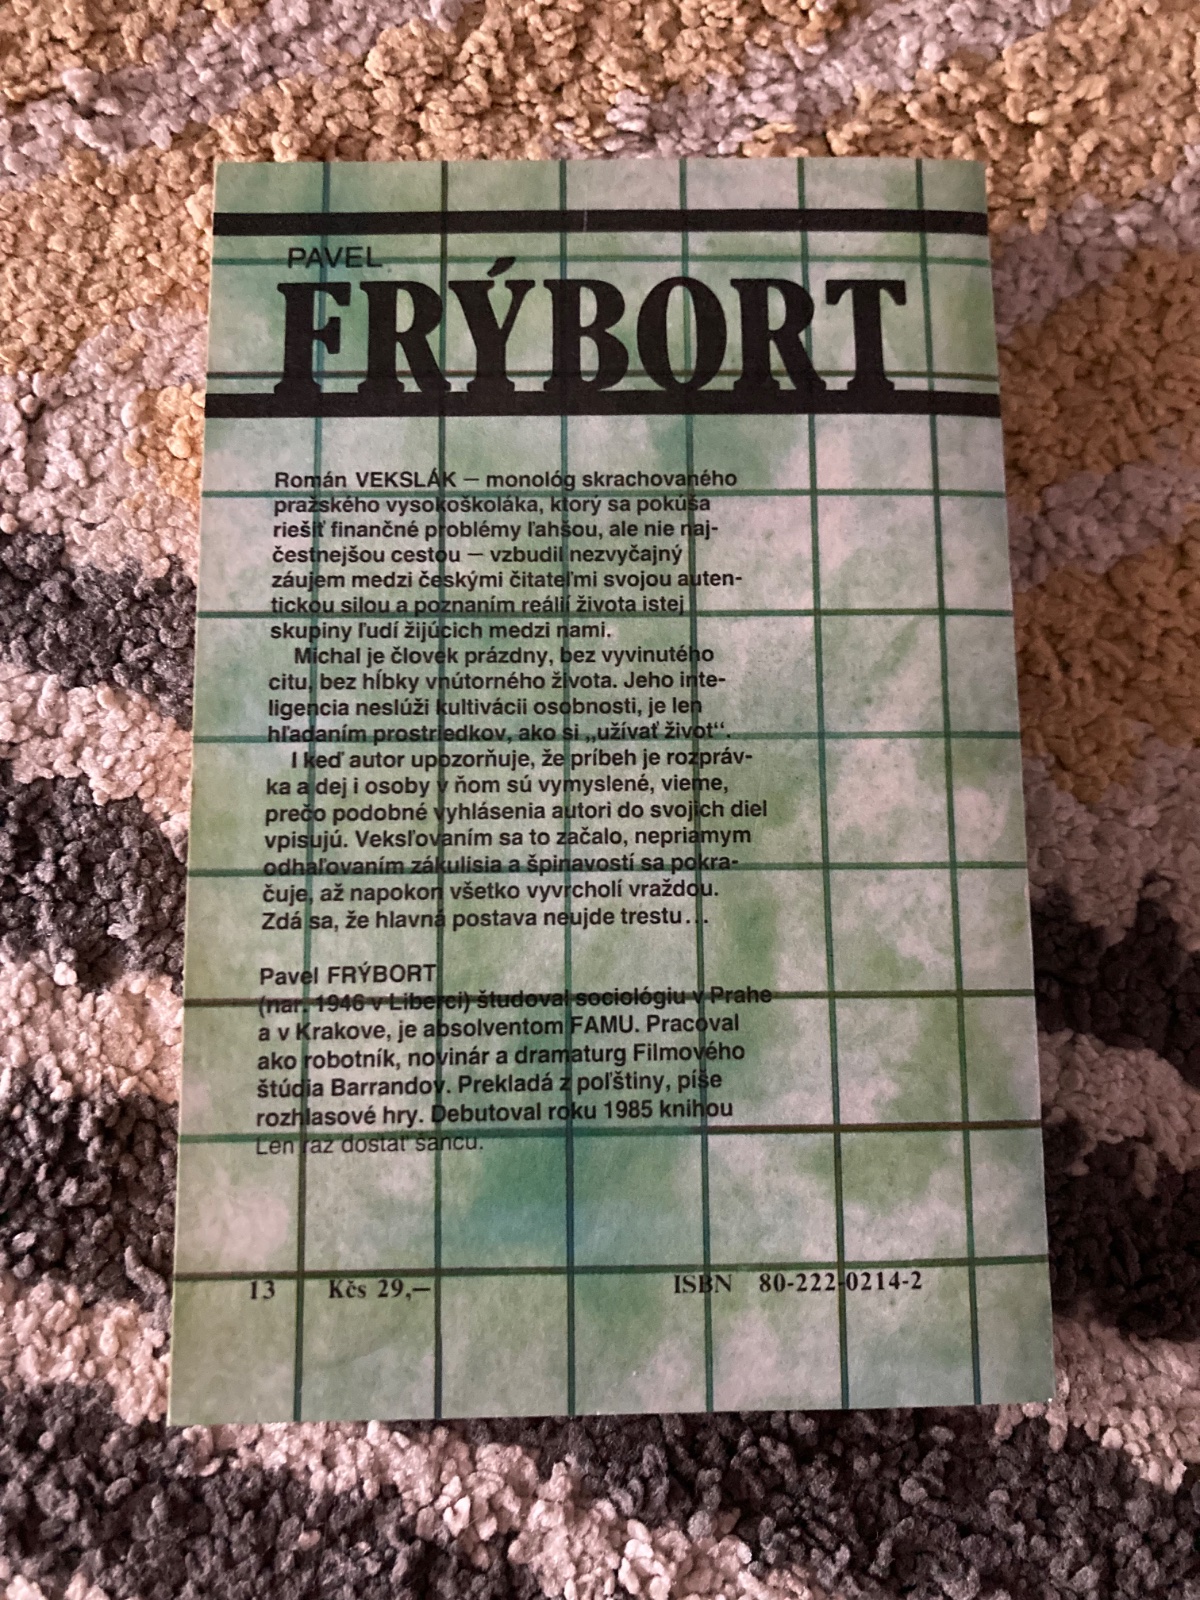 PAVEL
FRÝBORT
Román VEKSLÁK — monológ skrachovaného
pražského vysokoškoláka, ktorý sa pokúša
riešiť finančné problémy ľahšou, ale nie naj-
čestnejšou cestou — vzbudil nezvyčajný
záujem medzi českými čitateľmi svojou auten-
tickou silou a poznaním reálií života istej
skupiny ľudí žijúcich medzi nami.
Michal je človek prázdny, bez vyvinutého
citu, bez hĺbky vnútorného života. Jeho inte-
ligencia neslúži kultivácii osobnosti, je len
hľadaním prostriedkov, ako si „užívať život“.
I keď autor upozorňuje, že príbeh je rozpráv-
ka a dej i osoby v ňom sú vymyslené, vieme,
prečo podobné vyhlásenia autori do svojich diel
vpisujú. Veksľovaním sa to začalo, nepriamym
odhaľovaním zákulisia a špinavostí sa pokra-
čuje, až napokon všetko vyvrcholí vraždou.
Zdá sa, že hlavná postava neujde trestu...
Pavel FRÝBORT
(nar. 1946 v Liberci) študoval sociológiu v Prahe
a v Krakove, je absolventom FAMU. Pracoval
ako robotník, novinár a dramaturg Filmového
štúdia Barrandov. Prekladá z poľštiny, píše
rozhlasové hry. Debutoval roku 1985 knihou
Len raz dostať šancu.
13 Kčs 29,— ISBN 80-222-0214-2